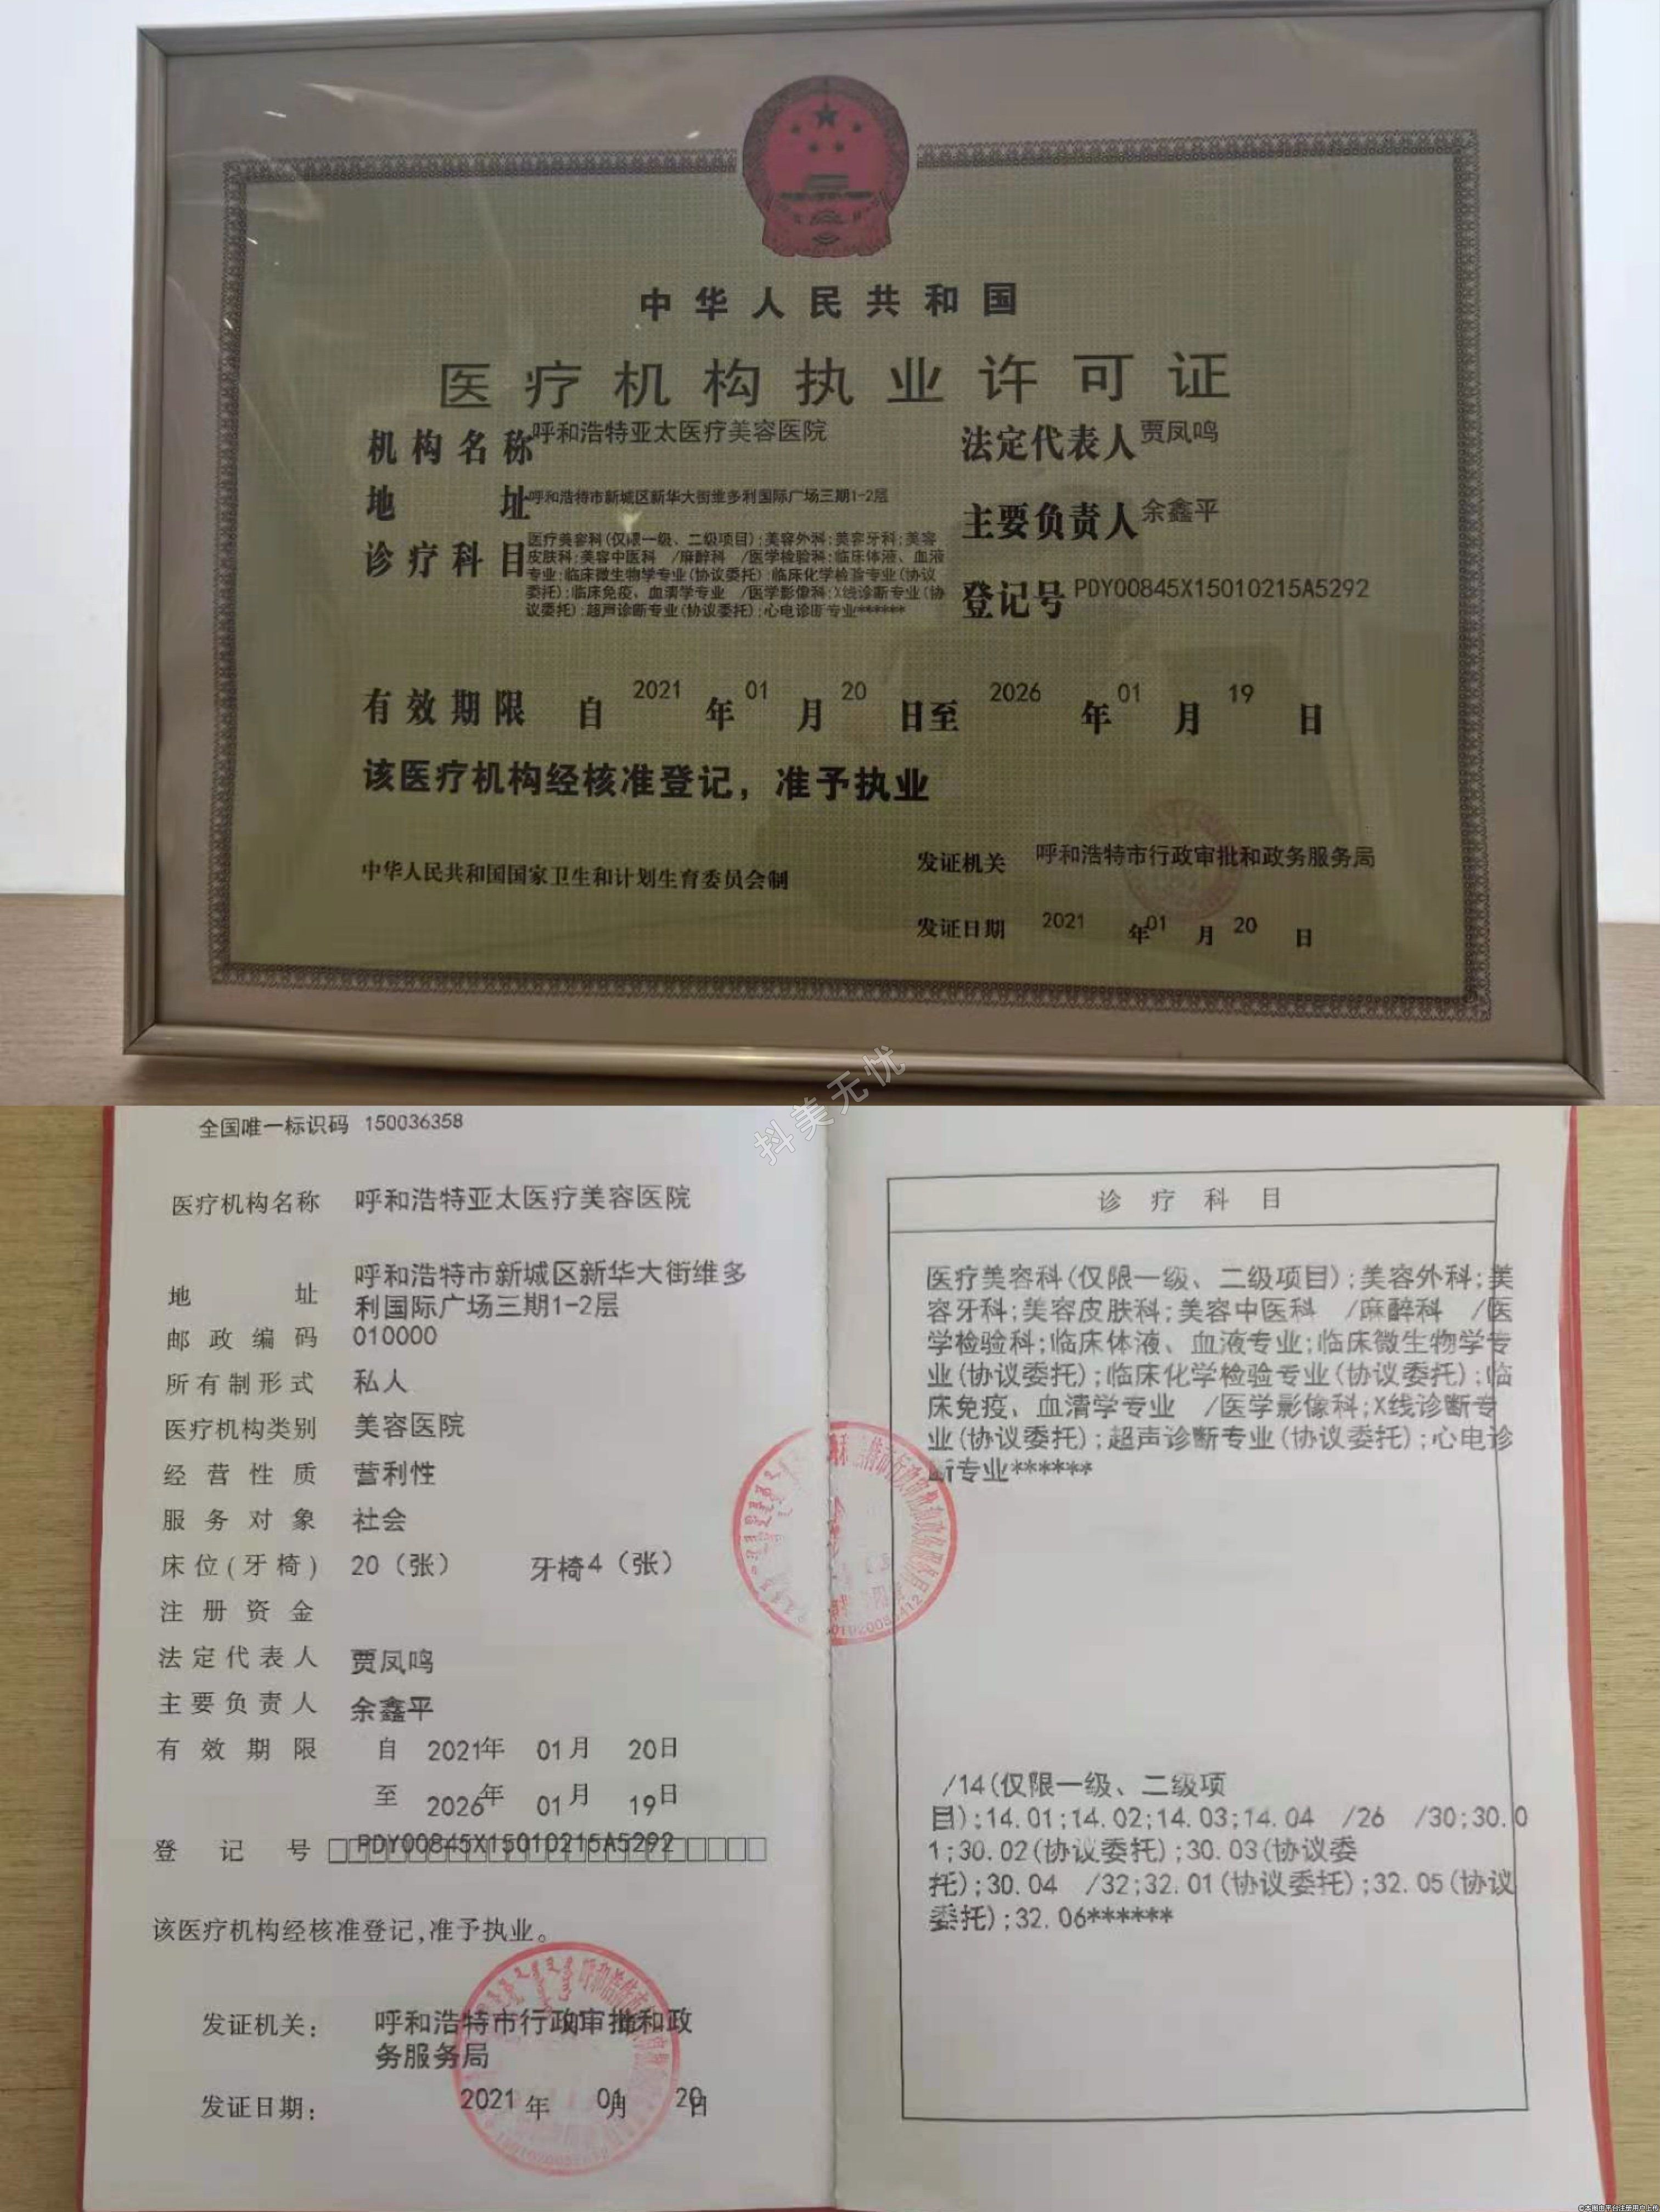 中华人民共和国
医疗机构执业许可证
机构名称 呼和浩特亚太医疗美容医院
法定代表人 贾凤鸣
地址 呼和浩特市新城区新华大街维多利国际广场三期1-2层
主要负责人 余鑫平
诊疗科目 医疗美容科(仅限一级、二级项目);美容外科;美容牙科;美容
皮肤科;美容中医科 /麻醉科 /医学检验科;临床体液、血液
专业;临床微生物学专业(协议委托);临床化学检验专业(协议
委托);临床免疫、血清学专业 /医学影像科;X线诊断专业(协
议委托);超声诊断专业(协议委托);心电诊断专业******
登记号 PDY00845X15010215A5292
有效期限 自 2021 年 01 月 20 日至 2026 年 01 月 19 日
该医疗机构经核准登记，准予执业
中华人民共和国国家卫生和计划生育委员会制
发证机关 呼和浩特市行政审批和政务服务局
发证日期 2021 年 01 月 20 日
抖美无忧
全国唯一标识码 150036358
医疗机构名称 呼和浩特亚太医疗美容医院
地址 呼和浩特市新城区新华大街维多
利国际广场三期1-2层
邮政编码 010000
所有制形式 私人
医疗机构类别 美容医院
经营性质 营利性
服务对象 社会
床位(牙椅) 20（张） 牙椅4（张）
注册资金
法定代表人 贾凤鸣
主要负责人 余鑫平
有效期限 自 2021年 01月 20日
至 2026年 01月 19日
登记号 PDY00845X15010215A5292
该医疗机构经核准登记,准予执业。
发证机关： 呼和浩特市行政审批和政
务服务局
发证日期： 2021 年 01月 20日
诊疗科目
医疗美容科(仅限一级、二级项目);美容外科;美
容牙科;美容皮肤科;美容中医科 /麻醉科 /医
学检验科;临床体液、血液专业;临床微生物学专
业(协议委托);临床化学检验专业(协议委托);临
床免疫、血清学专业 /医学影像科;X线诊断专
业(协议委托);超声诊断专业(协议委托);心电诊
断专业******
/14(仅限一级、二级项
目);14.01;14.02;14.03;14.04 /26 /30;30.0
1;30.02(协议委托);30.03(协议委
托);30.04 /32;32.01(协议委托);32.05(协议
委托);32.06******
©本图由平台注册用户上传